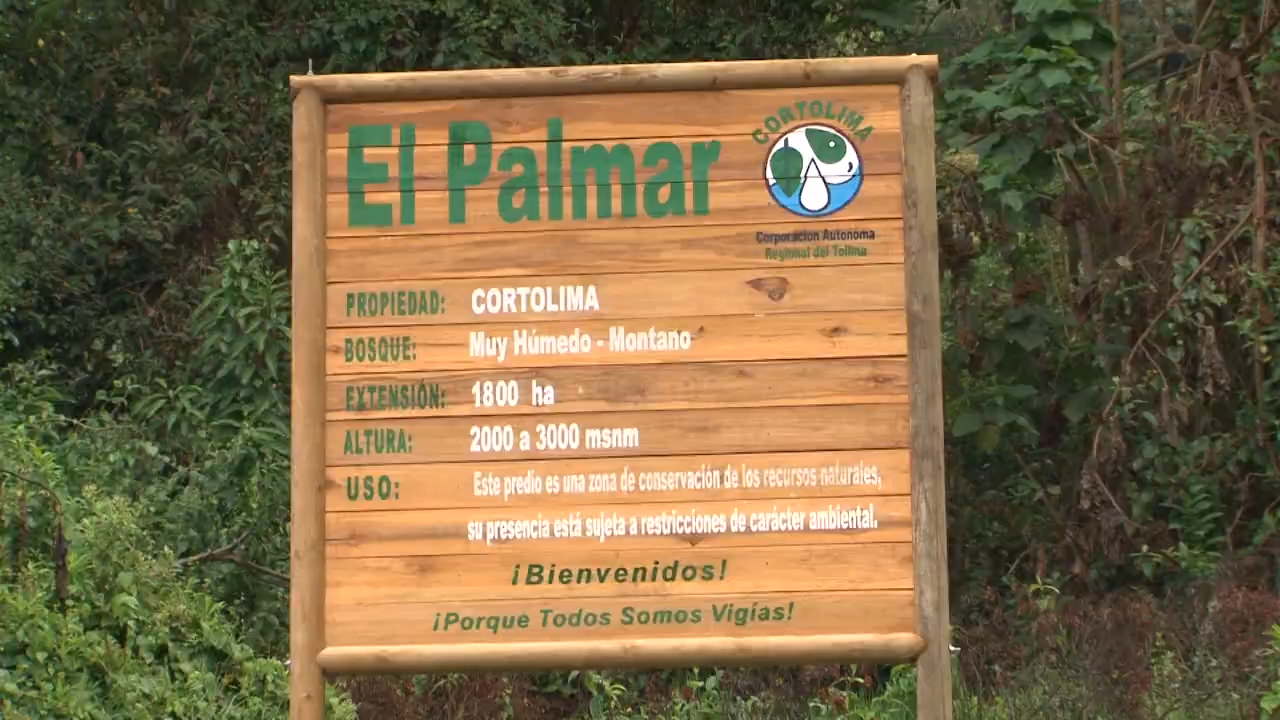 El Palmar
CORTOLIMA
Corporación Autonoma
Regional del Tolima
PROPIEDAD: CORTOLIMA
BOSQUE: Muy Húmedo - Montano
EXTENSIÓN: 1800 ha
ALTURA: 2000 a 3000 msnm
USO: Este predio es una zona de conservación de los recursos naturales,
su presencia está sujeta a restricciones de carácter ambiental.
¡Bienvenidos!
¡Porque Todos Somos Vigías!